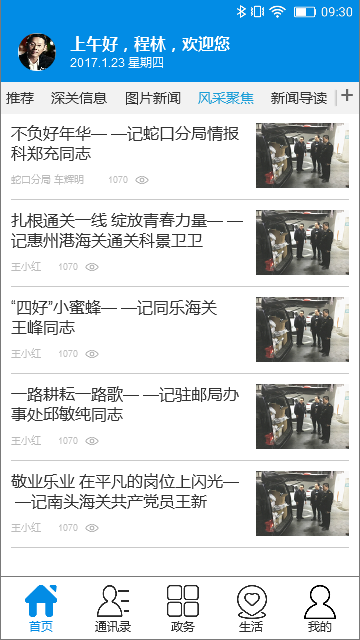 09:30
上午好，程林，欢迎您
2017.1.23 星期四
推荐 深关信息 图片新闻 风采聚焦 新闻导读 +
不负好年华— —记蛇口分局情报
科郑充同志
蛇口分局 车辉明 1070
扎根通关一线 绽放青春力量— —
记惠州港海关通关科景卫卫
王小红 1070
“四好”小蜜蜂— —记同乐海关
王峰同志
王小红 1070
一路耕耘一路歌— —记驻邮局办
事处邱敏纯同志
王小红 1070
敬业乐业 在平凡的岗位上闪光—
—记南头海关共产党员王新
王小红 1070
首页 通讯录 政务 生活 我的